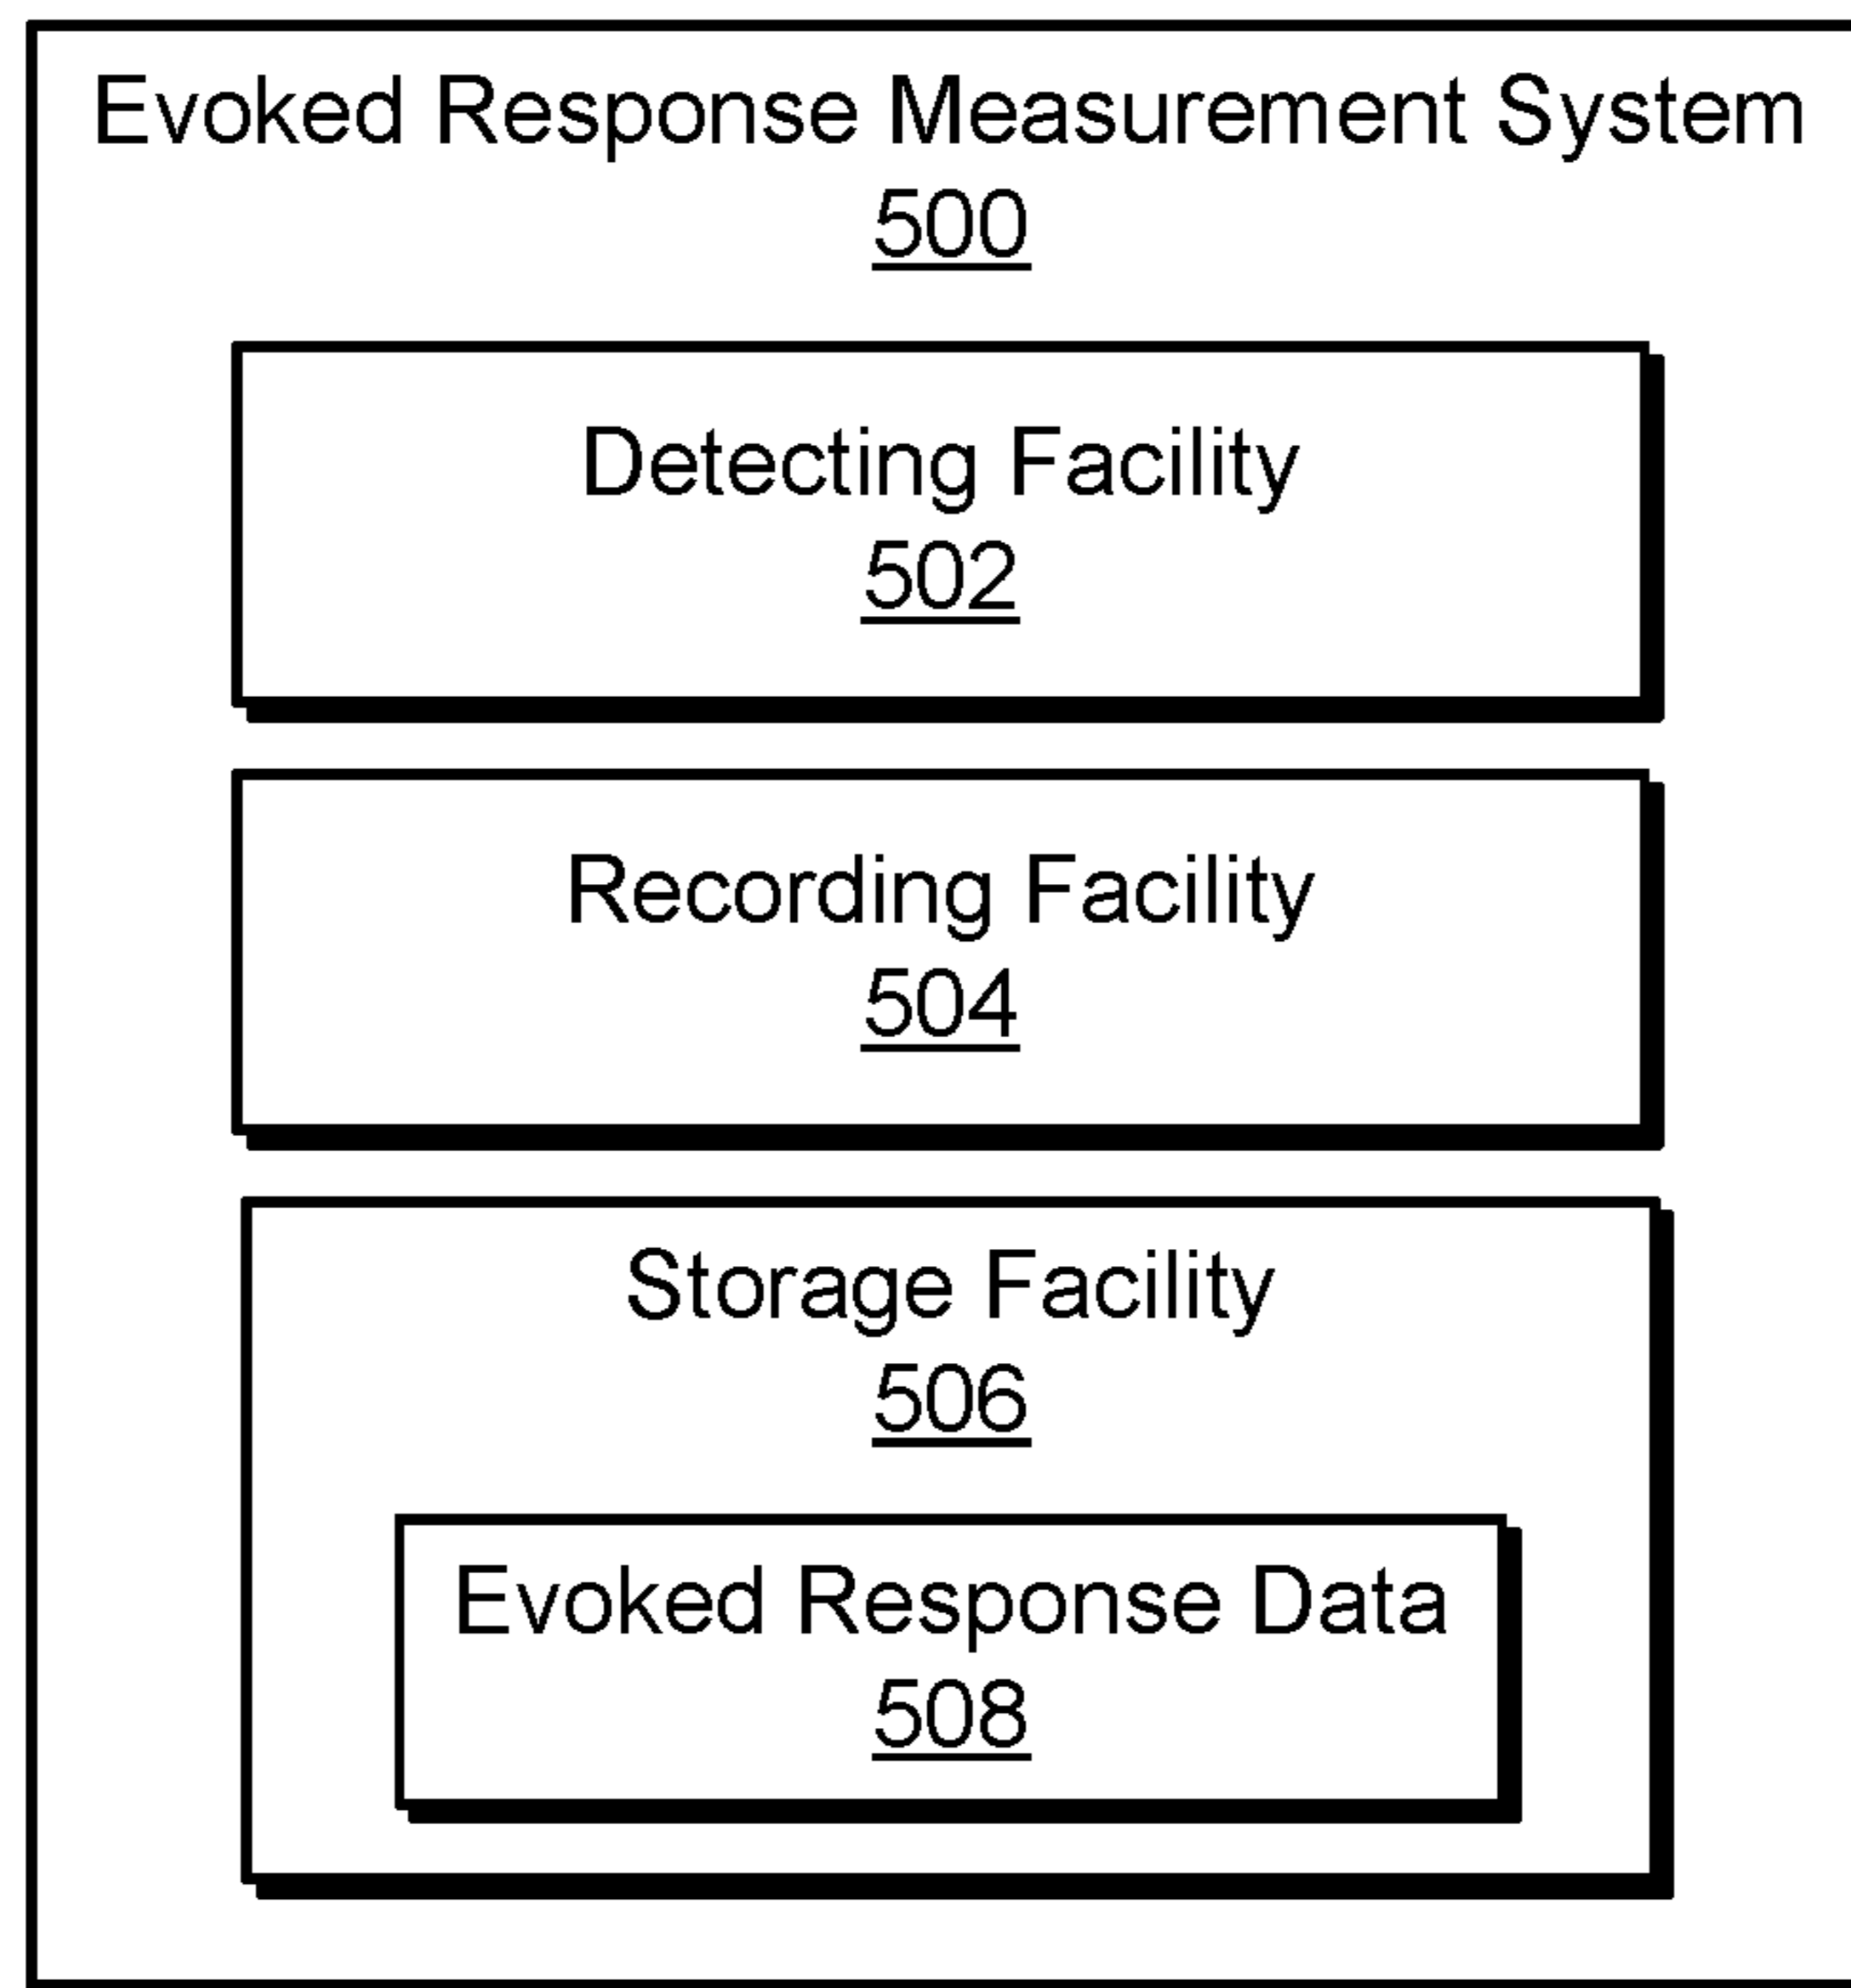 Evoked Response Measurement System
500
Detecting Facility
502
Recording Facility
504
Storage Facility
506
Evoked Response Data
508